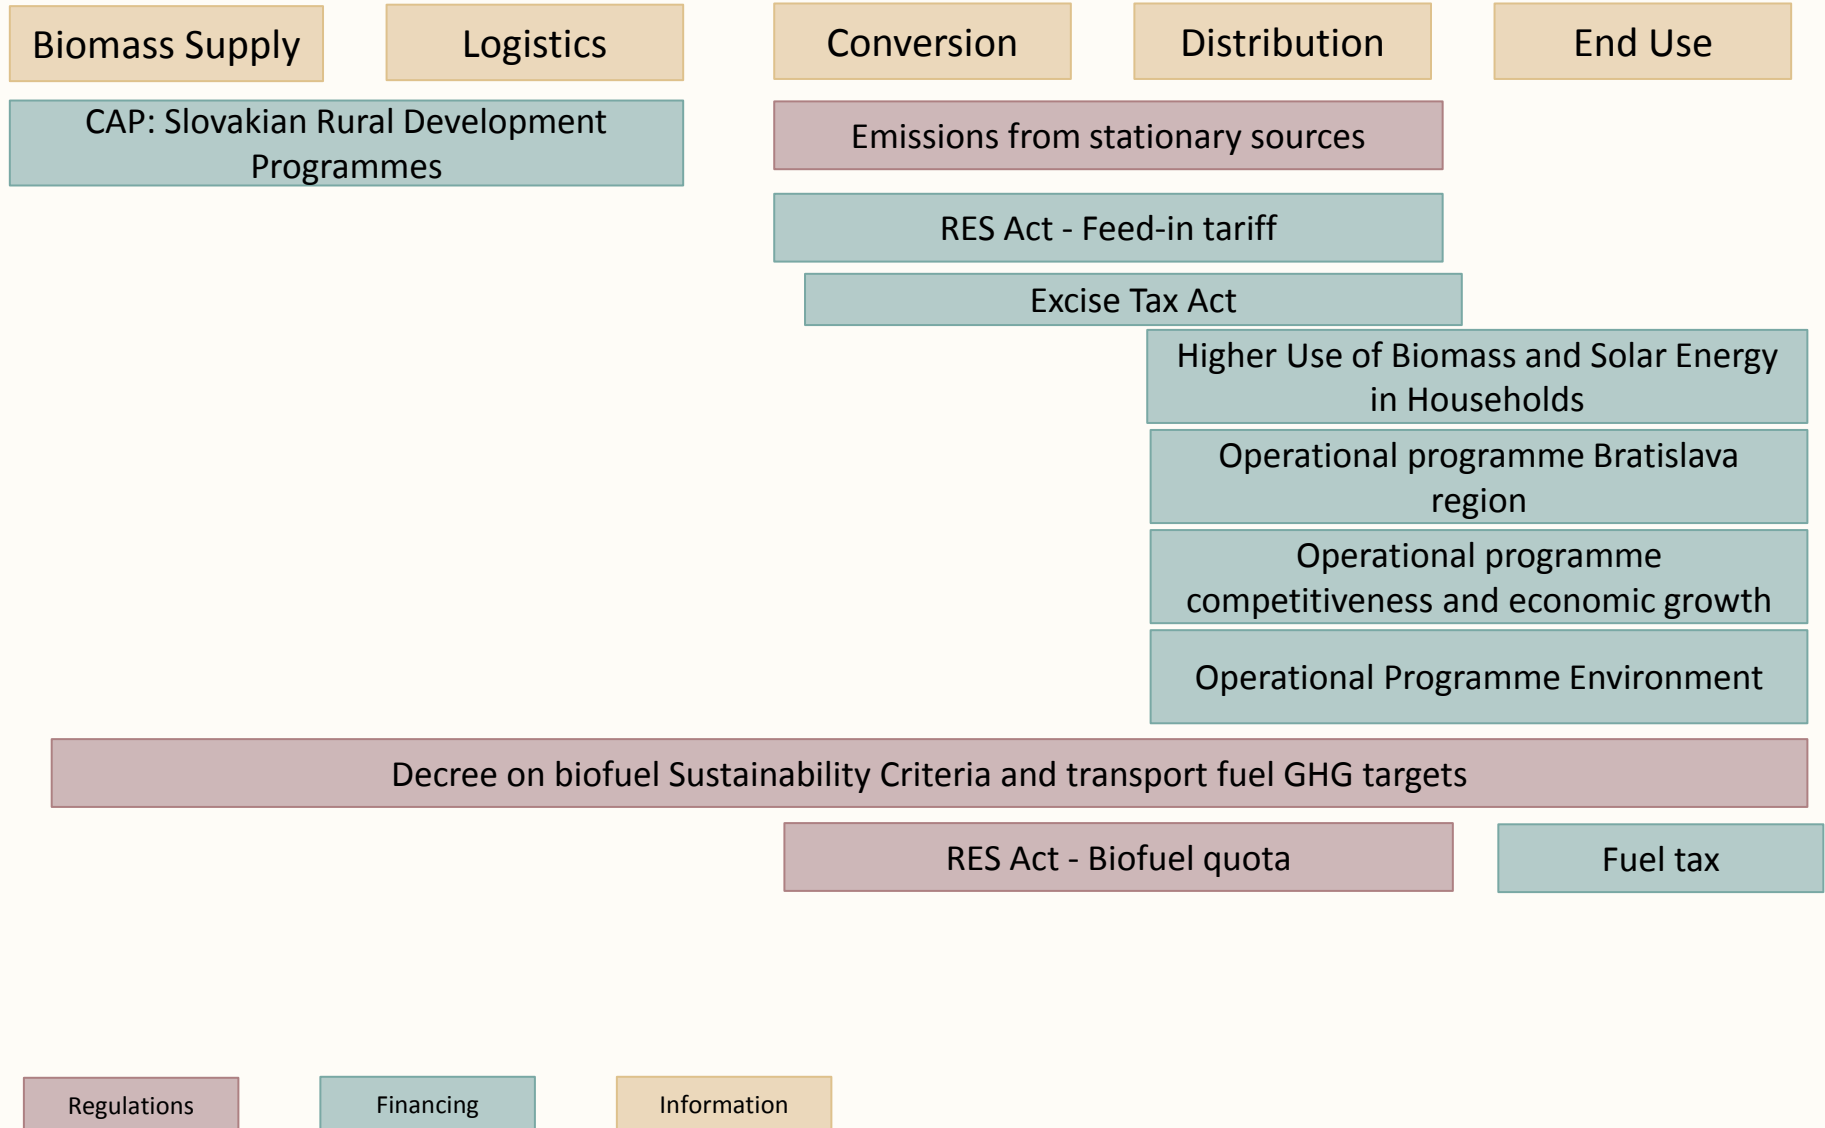 Biomass Supply
Logistics
Conversion
Distribution
End Use
CAP: Slovakian Rural Development
Programmes
Emissions from stationary sources
RES Act - Feed-in tariff
Excise Tax Act
Higher Use of Biomass and Solar Energy
in Households
Operational programme Bratislava
region
Operational programme
competitiveness and economic growth
Operational Programme Environment
Decree on biofuel Sustainability Criteria and transport fuel GHG targets
RES Act - Biofuel quota
Fuel tax
Regulations
Financing
Information